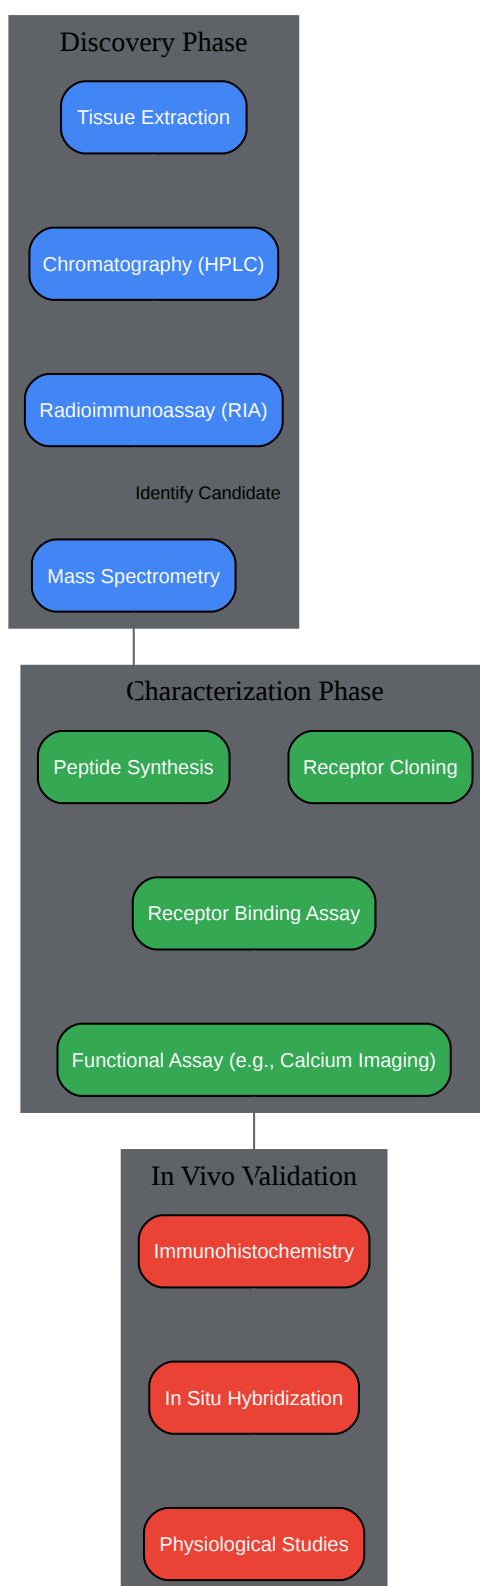 Discovery Phase
Tissue Extraction
Chromatography (HPLC)
Radioimmunoassay (RIA)
Identify Candidate
Mass Spectrometry
Characterization Phase
Peptide Synthesis
Receptor Cloning
Receptor Binding Assay
Functional Assay (e.g., Calcium Imaging)
In Vivo Validation
Immunohistochemistry
In Situ Hybridization
Physiological Studies